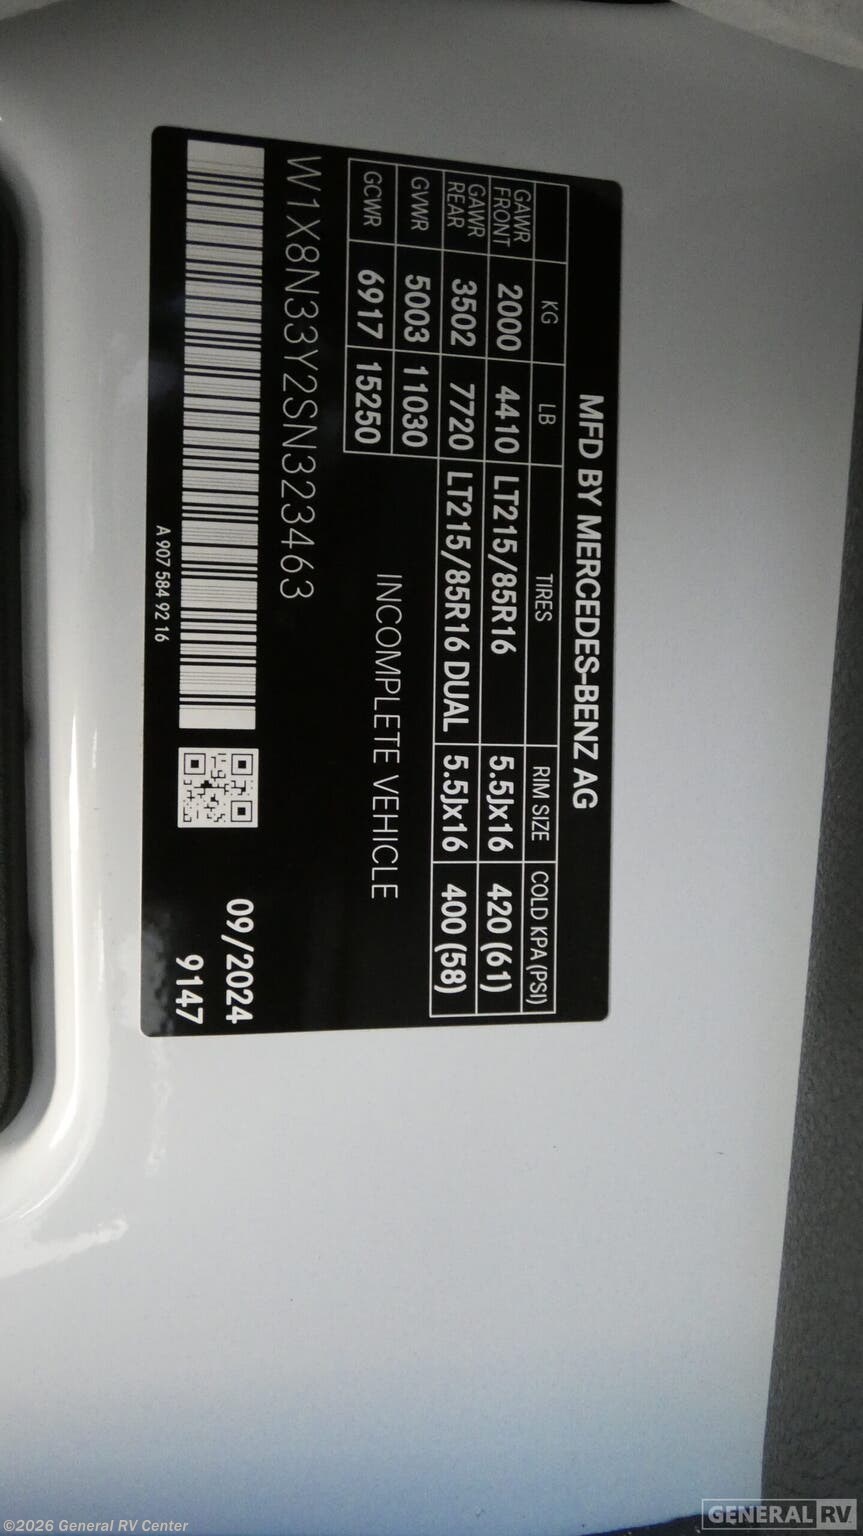 MFD BY MERCEDES-BENZ AG
KG LB TIRES RIM SIZE COLD KPA (PSI)
GAWR FRONT 2000 4410 LT215/85R16 5.5Jx16 420 (61)
GAWR REAR 3502 7720 LT215/85R16 DUAL 5.5Jx16 400 (58)
GVWR 5003 11030
GCWR 6917 15250
INCOMPLETE VEHICLE
W1X8N33Y2SN323463
09/2024
9147
A 907 584 92 16
©2026 General RV Center
GENERAL RV